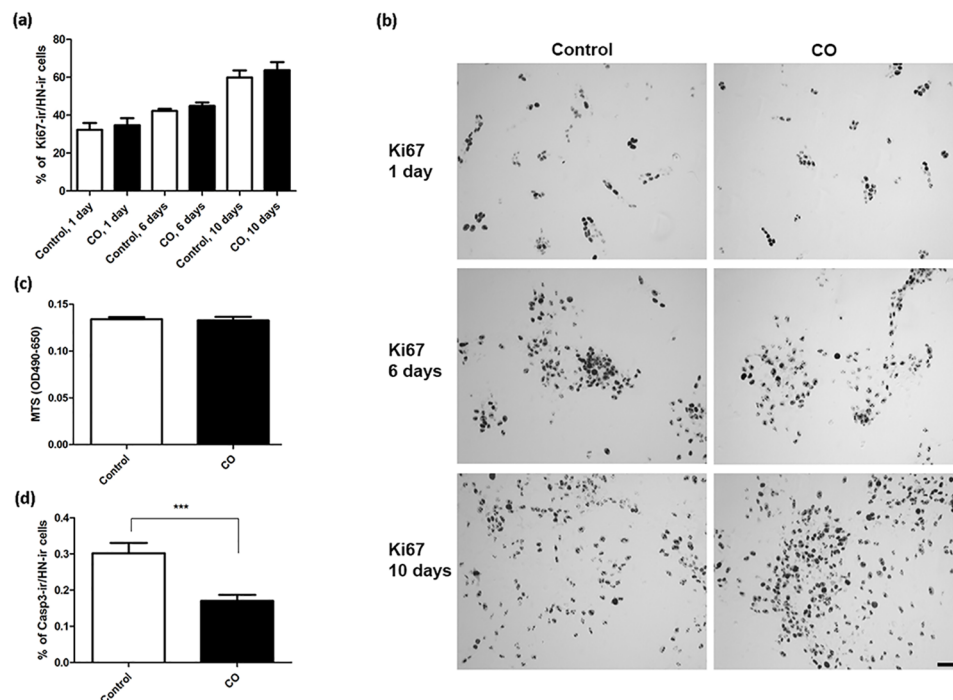 (a)
% of Ki67-ir/HN-ir cells
80
60
40
20
0
Control, 1 day
CO, 1 day
Control, 6 days
CO, 6 days
Control, 10 days
CO, 10 days
(b)
Control
CO
Ki67
1 day
Ki67
6 days
Ki67
10 days
(c)
MTS (OD490-650)
0.15
0.10
0.05
0.00
Control
CO
(d)
% of Casp3-ir/HN-ir cells
0.4
0.3
0.2
0.1
0.0
***
Control
CO